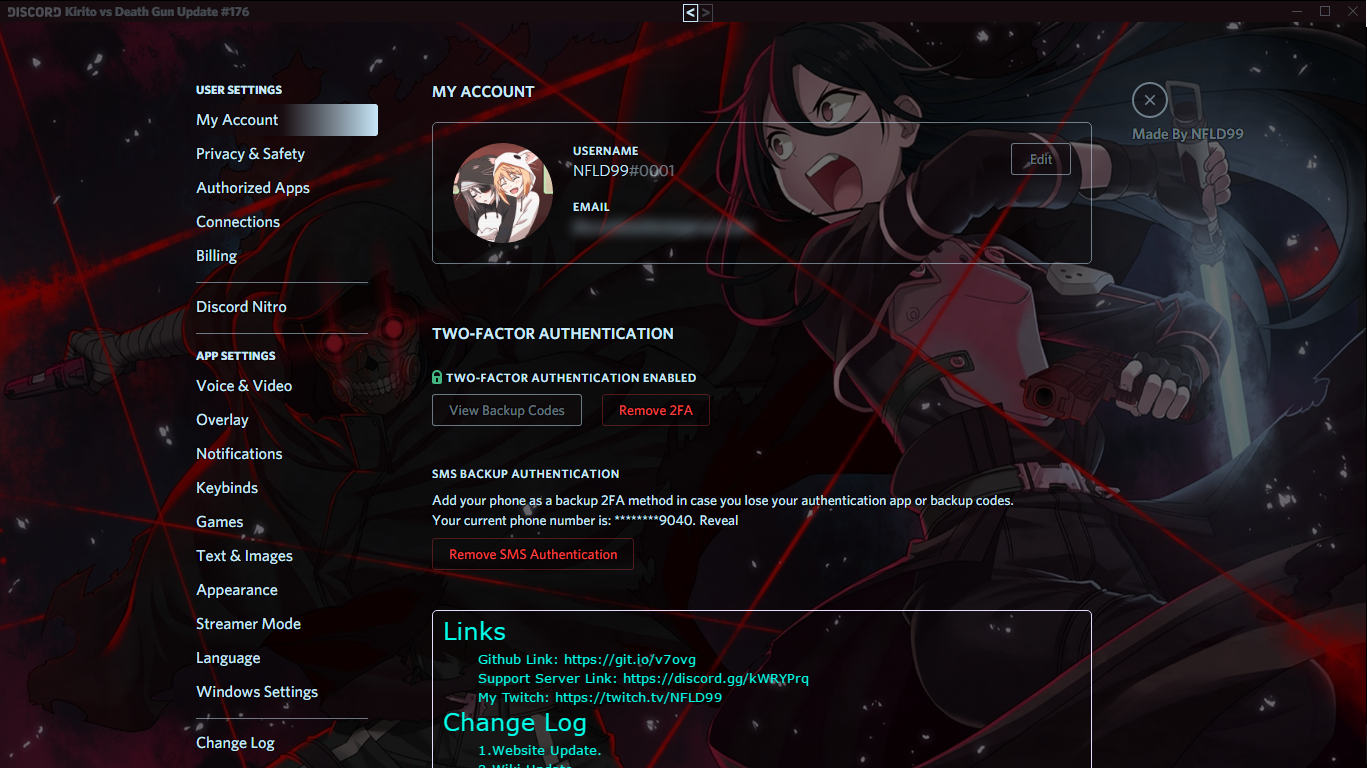 DISCORD Kirito vs Death Gun Update #176
< >
USER SETTINGS
My Account
Privacy & Safety
Authorized Apps
Connections
Billing
Discord Nitro
APP SETTINGS
Voice & Video
Overlay
Notifications
Keybinds
Games
Text & Images
Appearance
Streamer Mode
Language
Windows Settings
Change Log
MY ACCOUNT
USERNAME
NFLD99#0001
Edit
EMAIL
Made By NFLD99
TWO-FACTOR AUTHENTICATION
TWO-FACTOR AUTHENTICATION ENABLED
View Backup Codes
Remove 2FA
SMS BACKUP AUTHENTICATION
Add your phone as a backup 2FA method in case you lose your authentication app or backup codes.
Your current phone number is: ********9040. Reveal
Remove SMS Authentication
Links
Github Link: https://git.io/v7ovg
Support Server Link: https://discord.gg/kWRYPrq
My Twitch: https://twitch.tv/NFLD99
Change Log
1.Website Update.
2.Wiki Update